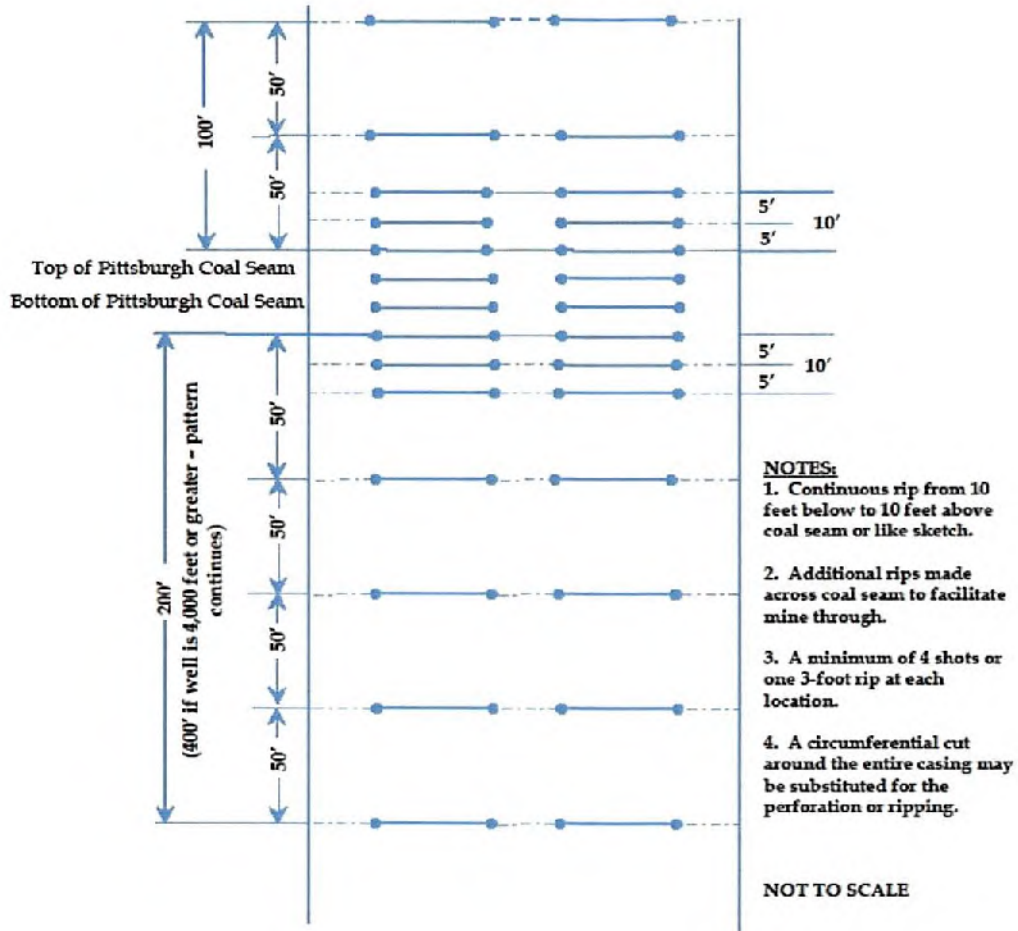 100'
50'
50'
5'
10'
5'
Top of Pittsburgh Coal Seam
Bottom of Pittsburgh Coal Seam
5'
10'
5'
200'
(400' if well is 4,000 feet or greater – pattern
continues)
50'
50'
50'
50'
NOTES:
1. Continuous rip from 10
feet below to 10 feet above
coal seam or like sketch.
2. Additional rips made
across coal seam to facilitate
mine through.
3. A minimum of 4 shots or
one 3-foot rip at each
location.
4. A circumferential cut
around the entire casing may
be substituted for the
perforation or ripping.
NOT TO SCALE